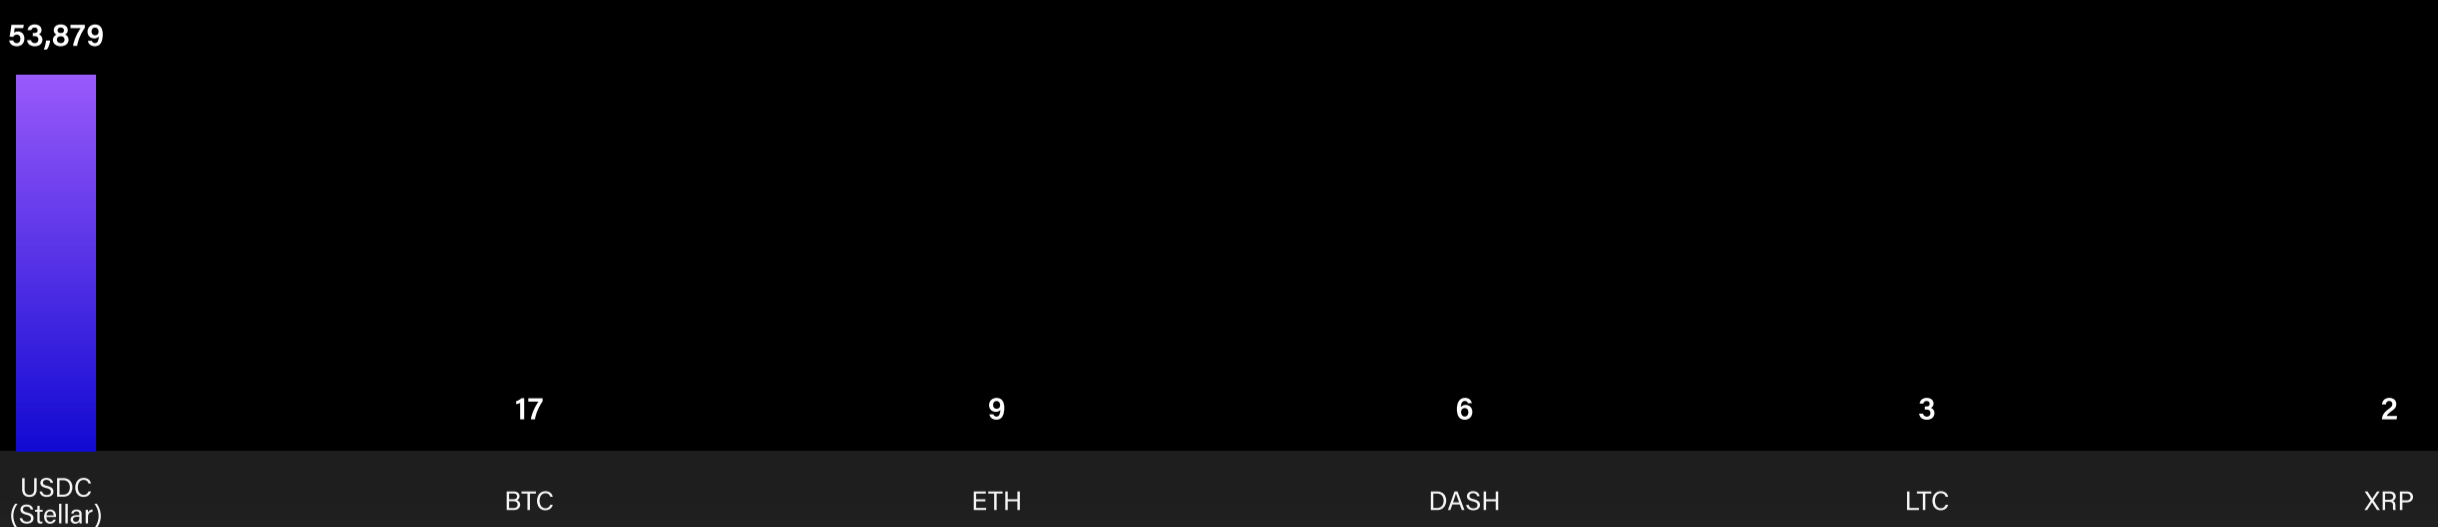 53,879
17
9
6
3
2
USDC
(Stellar)
BTC
ETH
DASH
LTC
XRP